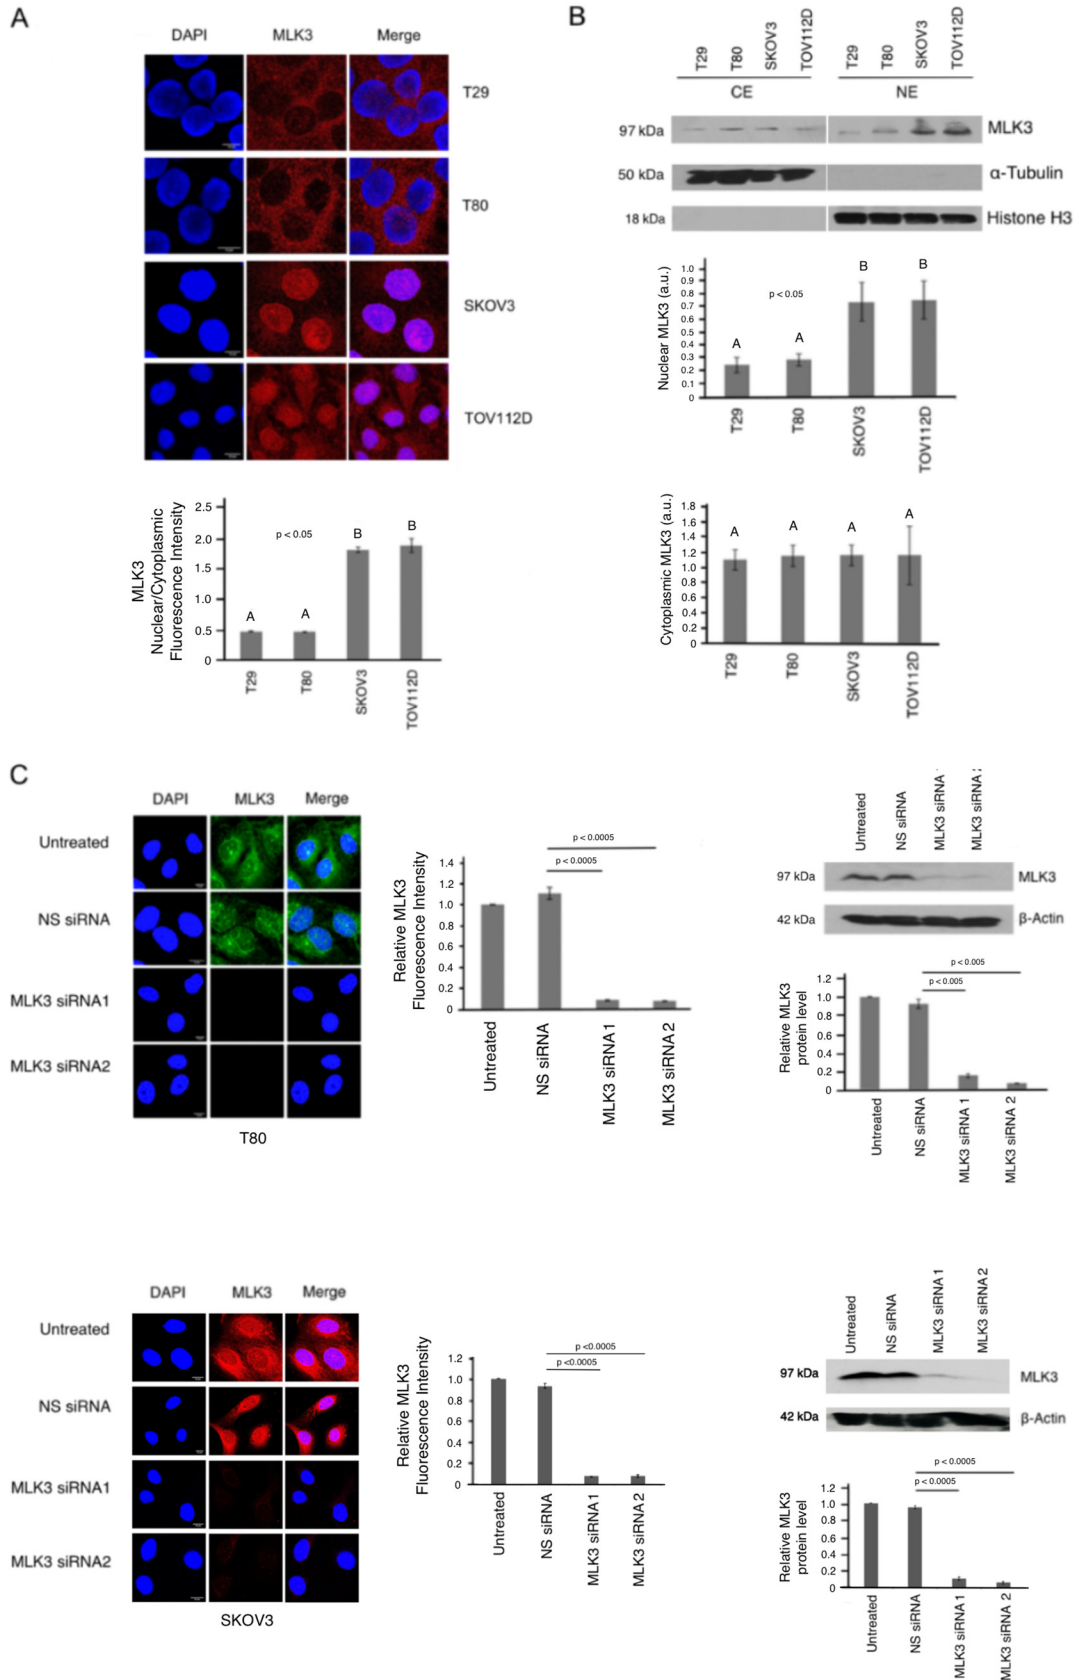 A
DAPI MLK3 Merge
T29
T80
SKOV3
TOV112D
MLK3
Nuclear/Cytoplasmic
Fluorescence Intensity
2.5
2.0
1.5
1.0
0.5
0
p < 0.05
A A B B
T29 T80 SKOV3 TOV112D
B
T29 T80 SKOV3 TOV112D T29 T80 SKOV3 TOV112D
CE NE
97 kDa MLK3
50 kDa α-Tubulin
18 kDa Histone H3
Nuclear MLK3 (a.u.)
1.0
0.9
0.8
0.7
0.6
0.5
0.4
0.3
0.2
0.1
0
p < 0.05
A A B B
T29 T80 SKOV3 TOV112D
Cytoplasmic MLK3 (a.u.)
1.8
1.6
1.4
1.2
1.0
0.8
0.6
0.4
0.2
0
A A A A
T29 T80 SKOV3 TOV112D
C
DAPI MLK3 Merge
Untreated
NS siRNA
MLK3 siRNA1
MLK3 siRNA2
T80
Relative MLK3
Fluorescence Intensity
1.4
1.2
1.0
0.8
0.6
0.4
0.2
0
p < 0.0005
p < 0.0005
Untreated NS siRNA MLK3 siRNA1 MLK3 siRNA2
Untreated NS siRNA MLK3 siRNA MLK3 siRNA
97 kDa MLK3
42 kDa β-Actin
Relative MLK3
protein level
1.2
1.0
0.8
0.6
0.4
0.2
0
p < 0.005
p < 0.005
Untreated NS siRNA MLK3 siRNA 1 MLK3 siRNA 2
DAPI MLK3 Merge
Untreated
NS siRNA
MLK3 siRNA1
MLK3 siRNA2
SKOV3
Relative MLK3
Fluorescence Intensity
1.2
1.0
0.8
0.6
0.4
0.2
0
p <0.0005
p <0.0005
Untreated NS siRNA MLK3 siRNA1 MLK3 siRNA2
Untreated NS siRNA MLK3 siRNA1 MLK3 siRNA2
97 kDa MLK3
42 kDa β-Actin
Relative MLK3
protein level
1.2
1.0
0.8
0.6
0.4
0.2
0
p < 0.0005
p < 0.0005
Untreated NS siRNA MLK3 siRNA 1 MLK3 siRNA 2